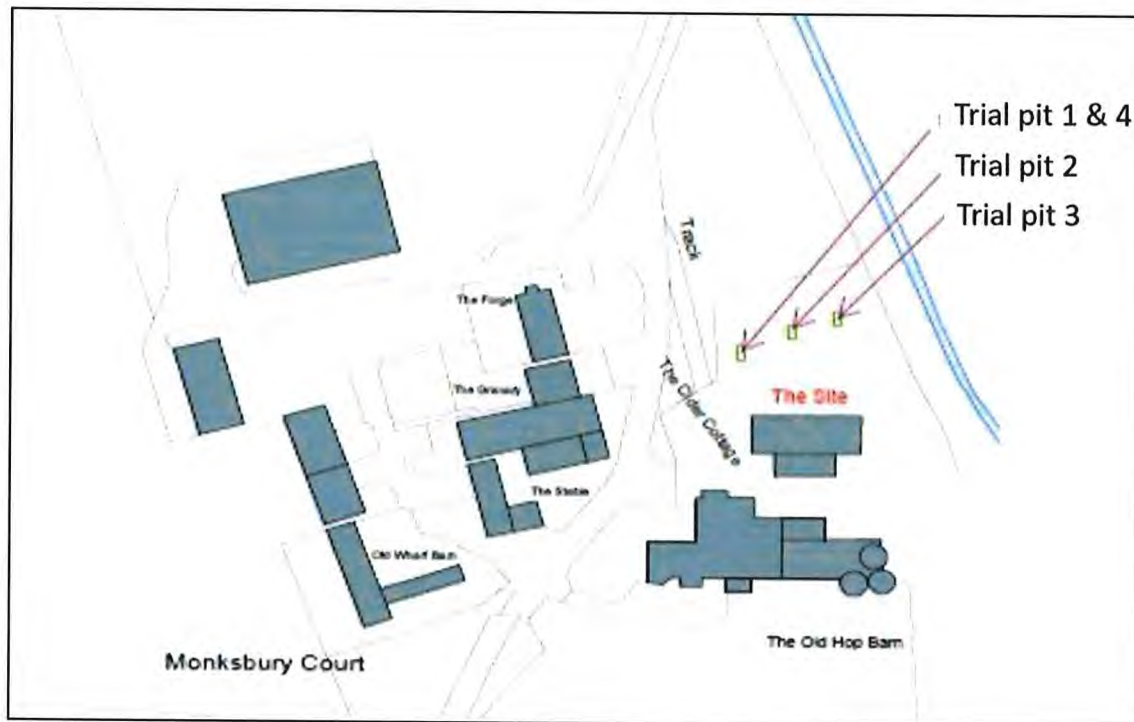 Trial pit 1 & 4
Trial pit 2
Trial pit 3
Track
The Forge
The Granary
The Site
The Cider Cottage
The Stable
Old Wharf Barn
The Old Hop Barn
Monksbury Court